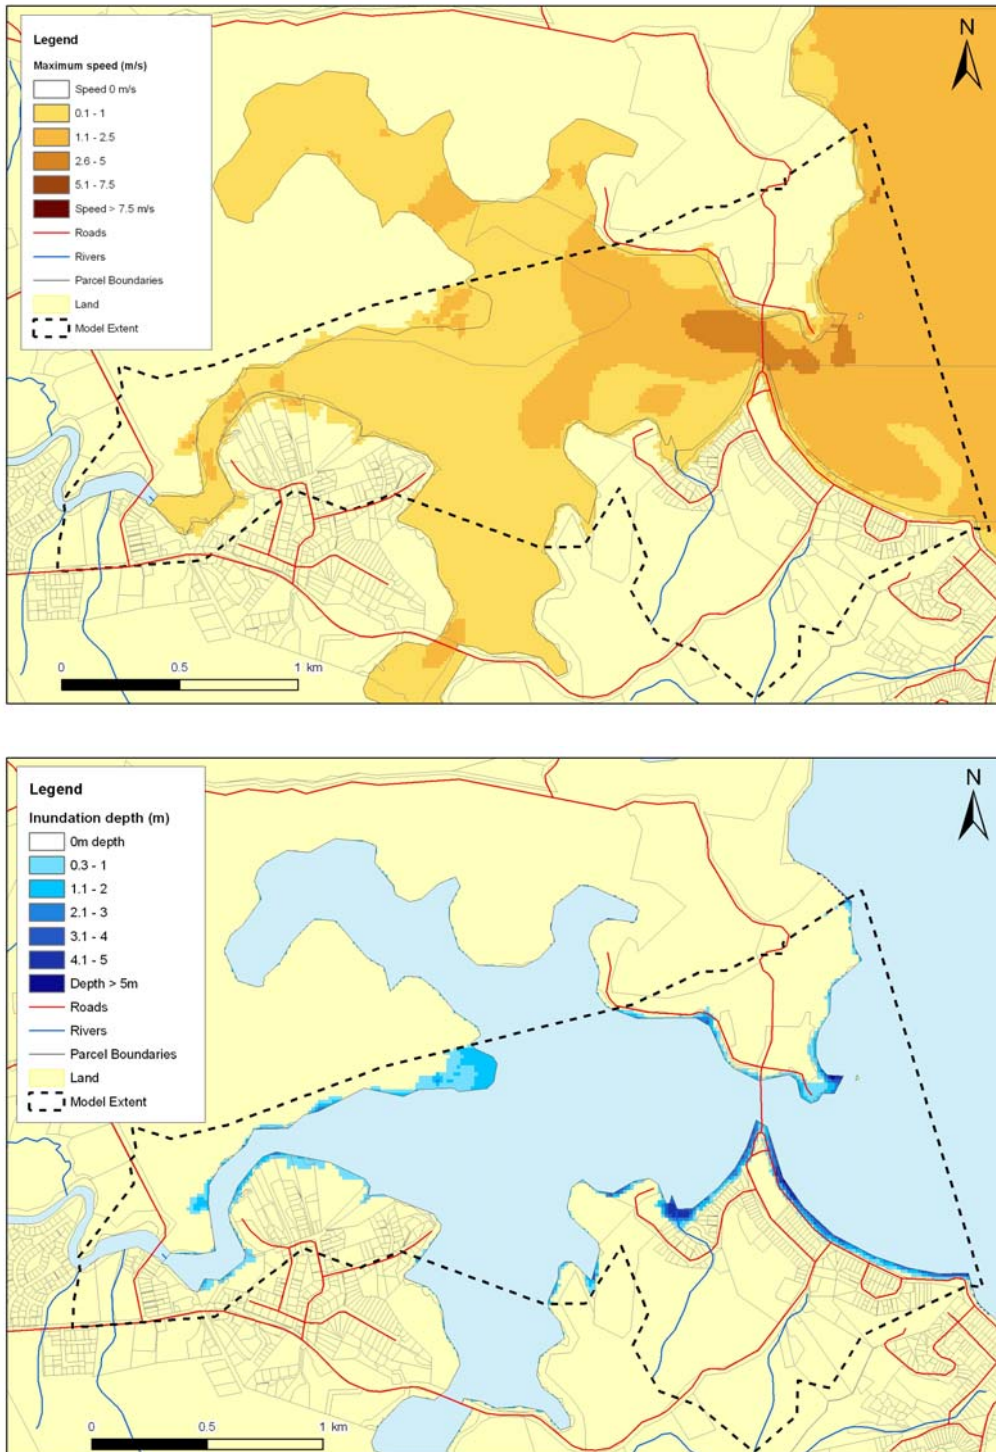 Legend
Maximum speed (m/s)
Speed 0 m/s
0.1 - 1
1.1 - 2.5
2.6 - 5
5.1 - 7.5
Speed > 7.5 m/s
Roads
Rivers
Parcel Boundaries
Land
Model Extent
N
0 0.5 1 km
Legend
Inundation depth (m)
0m depth
0.3 - 1
1.1 - 2
2.1 - 3
3.1 - 4
4.1 - 5
Depth > 5m
Roads
Rivers
Parcel Boundaries
Land
Model Extent
N
0 0.5 1 km